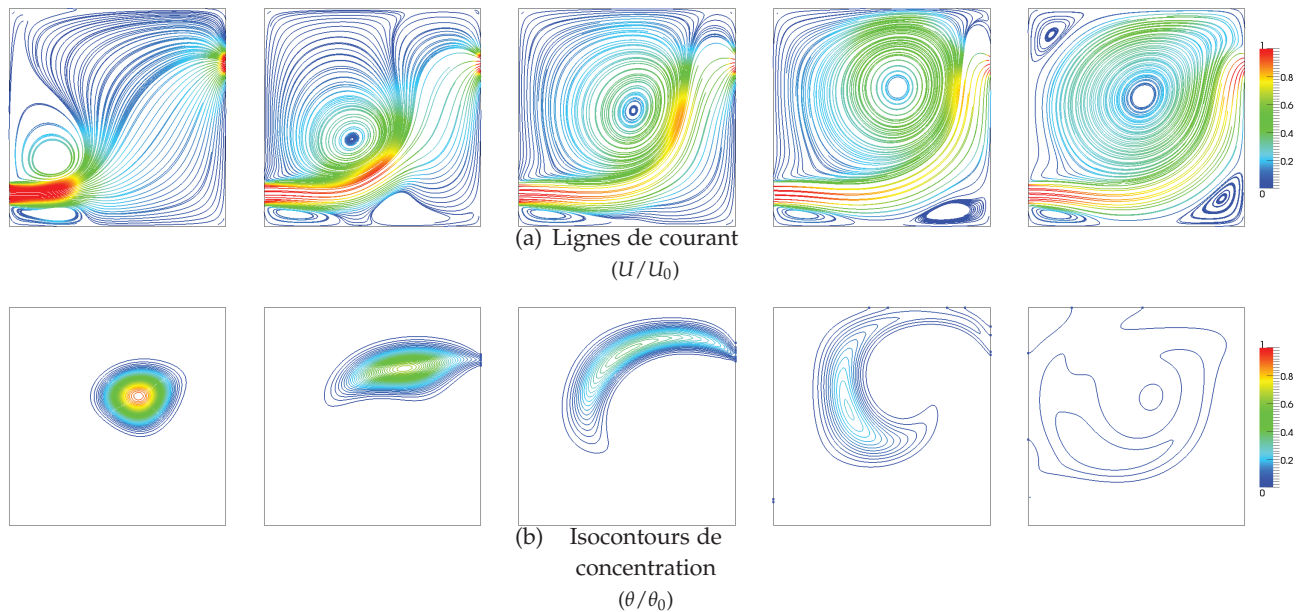 1
0.8
0.6
0.4
0.2
0
(a) Lignes de courant
(U/U₀)
1
0.8
0.6
0.4
0.2
0
(b) Isocontours de
concentration
(θ/θ₀)